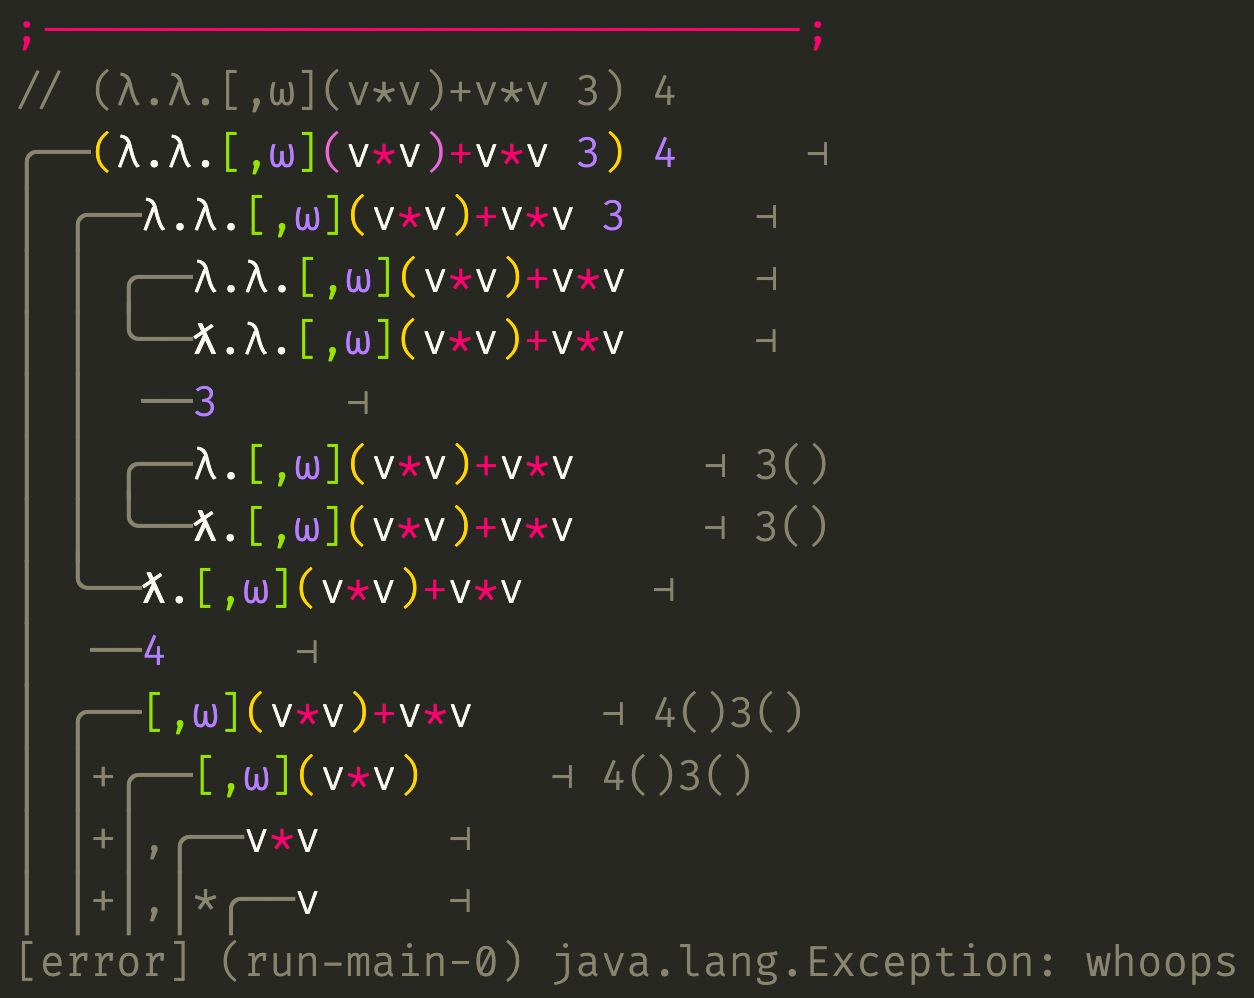 ;———————————————;
// (λ.λ.[,ω](v*v)+v*v 3) 4
(λ.λ.[,ω](v*v)+v*v 3) 4 ⊣
λ.λ.[,ω](v*v)+v*v 3 ⊣
λ.λ.[,ω](v*v)+v*v ⊣
ƛ.λ.[,ω](v*v)+v*v ⊣
3 ⊣
λ.[,ω](v*v)+v*v ⊣ 3()
ƛ.[,ω](v*v)+v*v ⊣ 3()
ƛ.[,ω](v*v)+v*v ⊣
4 ⊣
[,ω](v*v)+v*v ⊣ 4()3()
+ [,ω](v*v) ⊣ 4()3()
+ , v*v ⊣
+ , * v ⊣
[error] (run-main-0) java.lang.Exception: whoops